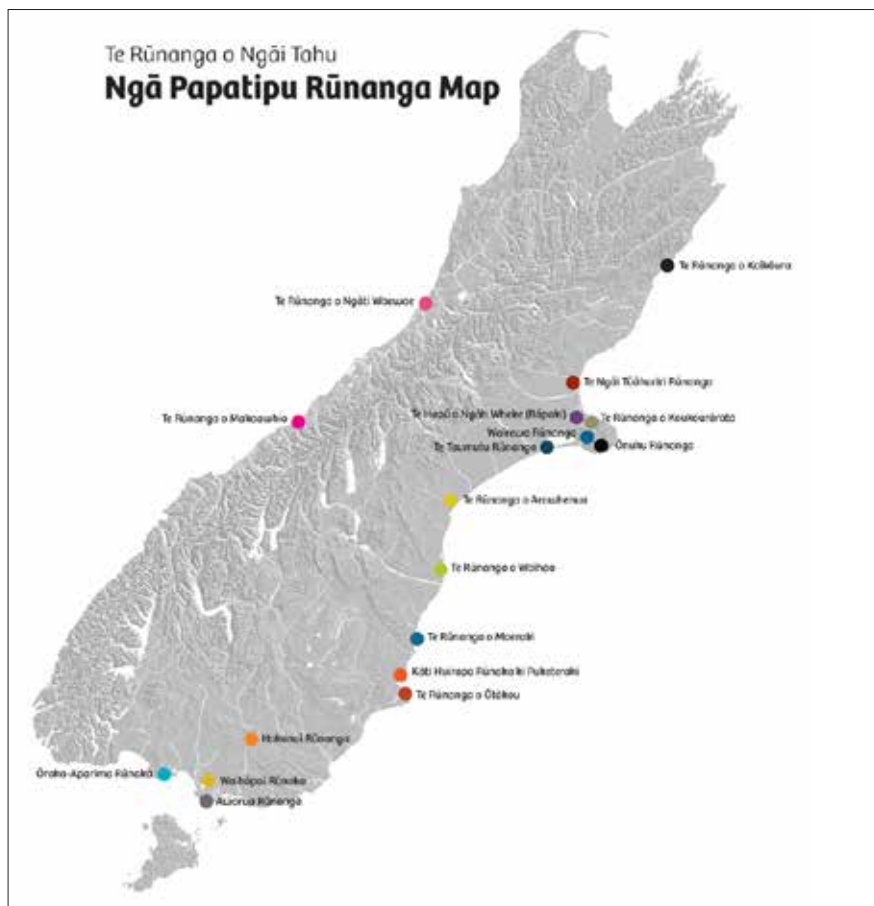 Te Rūnanga o Ngāi Tahu
Ngā Papatipu Rūnanga Map
Te Rūnanga o Kaikōura
Te Rūnanga o Ngāti Waewae
Te Ngāi Tūāhuriri Rūnanga
Te Rūnanga o Makaawhio
Te Hapū o Ngāti Wheke (Rāpaki)
Te Rūnanga o Koukourārata
Wairewa Rūnanga
Te Taumutu Rūnanga
Ōnuku Rūnanga
Te Rūnanga o Arowhenua
Te Rūnanga o Waihao
Te Rūnanga o Moeraki
Kāti Huirapa Rūnaka ki Puketeraki
Te Rūnanga o Ōtākou
Hokonui Rūnanga
Ōraka-Aparima Rūnaka
Waihōpai Rūnaka
Awarua Rūnanga